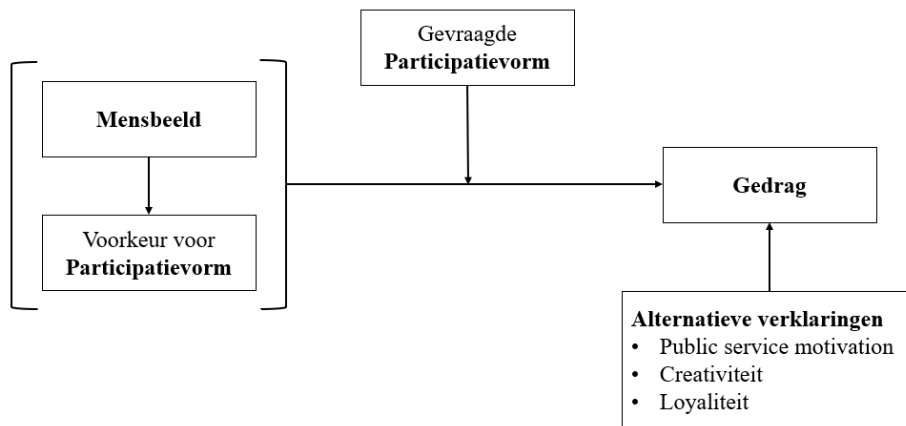 Gevraagde
Participatievorm
Mensbeeld
Voorkeur voor
Participatievorm
Gedrag
Alternatieve verklaringen
• Public service motivation
• Creativiteit
• Loyaliteit